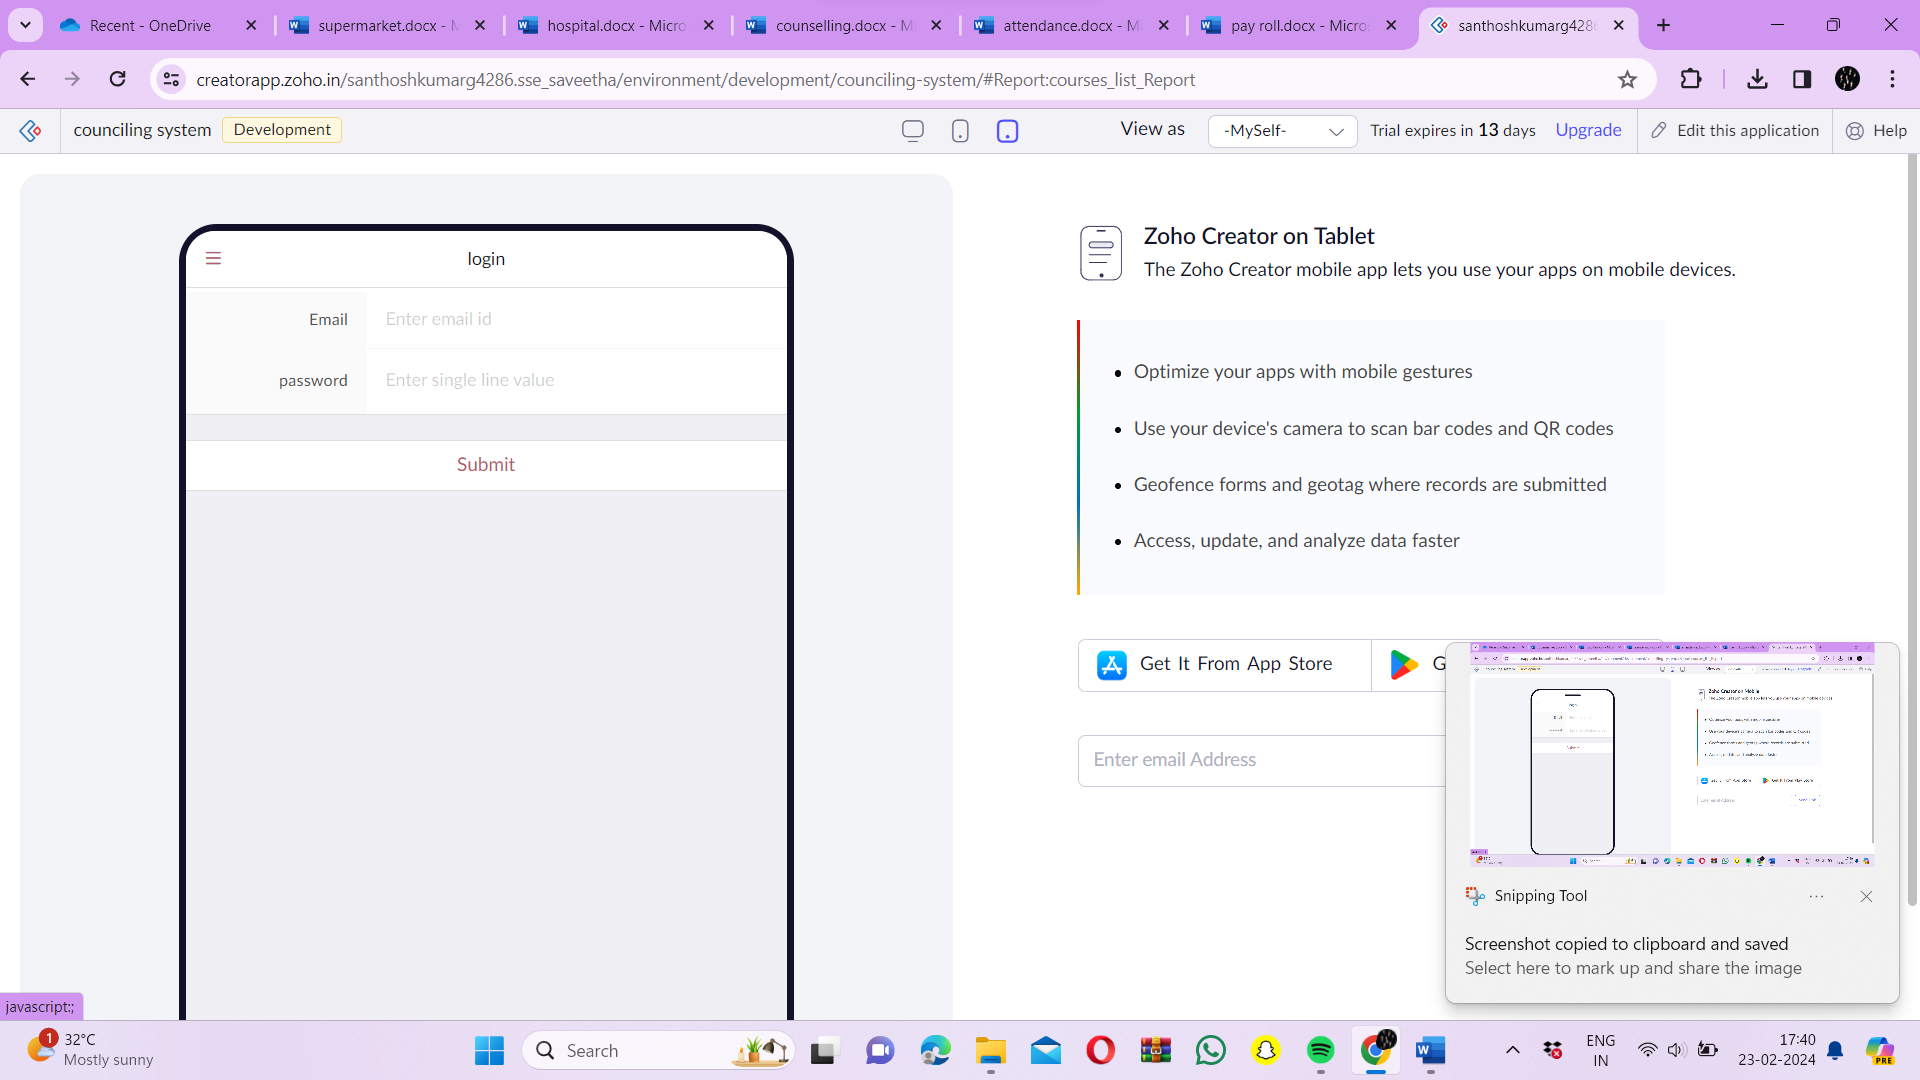 Recent - OneDrive
supermarket.docx - M
hospital.docx - Micro
counselling.docx - M
attendance.docx - Mi
pay roll.docx - Micro
santhoshkumarg428
creatorapp.zoho.in/santhoshkumarg4286.sse_saveetha/environment/development/counciling-system/#Report:courses_list_Report
counciling system
Development
View as
-MySelf-
Trial expires in 13 days
Upgrade
Edit this application
Help
login
Email
Enter email id
password
Enter single line value
Submit
Zoho Creator on Tablet
The Zoho Creator mobile app lets you use your apps on mobile devices.
Optimize your apps with mobile gestures
Use your device's camera to scan bar codes and QR codes
Geofence forms and geotag where records are submitted
Access, update, and analyze data faster
Get It From App Store
G
Enter email Address
Zoho Creator on Mobile
Snipping Tool
Screenshot copied to clipboard and saved
Select here to mark up and share the image
javascript:;
1
32°C
Mostly sunny
Search
ENG
IN
17:40
23-02-2024
PRE